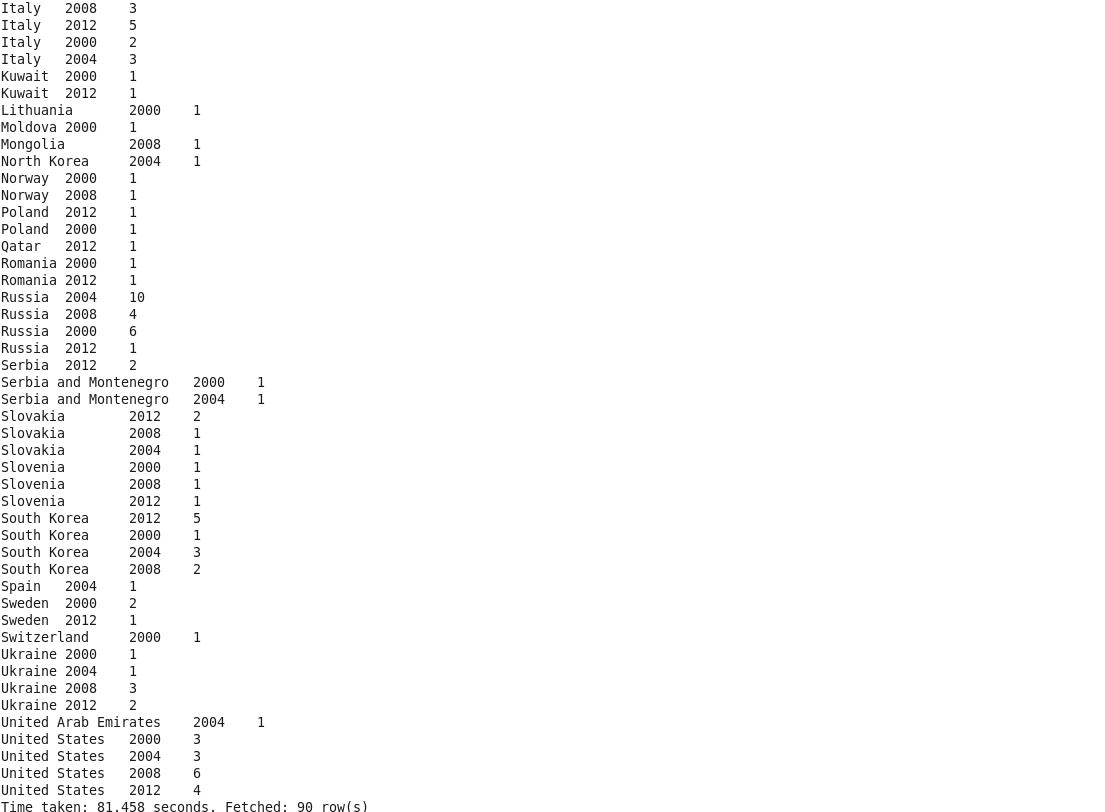 Italy	2008	3
Italy	2012	5
Italy	2000	2
Italy	2004	3
Kuwait	2000	1
Kuwait	2012	1
Lithuania	2000	1
Moldova	2000	1
Mongolia	2008	1
North Korea	2004	1
Norway	2000	1
Norway	2008	1
Poland	2012	1
Poland	2000	1
Qatar	2012	1
Romania	2000	1
Romania	2012	1
Russia	2004	10
Russia	2008	4
Russia	2000	6
Russia	2012	1
Serbia	2012	2
Serbia and Montenegro	2000	1
Serbia and Montenegro	2004	1
Slovakia	2012	2
Slovakia	2008	1
Slovakia	2004	1
Slovenia	2000	1
Slovenia	2008	1
Slovenia	2012	1
South Korea	2012	5
South Korea	2000	1
South Korea	2004	3
South Korea	2008	2
Spain	2004	1
Sweden	2000	2
Sweden	2012	1
Switzerland	2000	1
Ukraine	2000	1
Ukraine	2004	1
Ukraine	2008	3
Ukraine	2012	2
United Arab Emirates	2004	1
United States	2000	3
United States	2004	3
United States	2008	6
United States	2012	4
Time taken: 81.458 seconds, Fetched: 90 row(s)